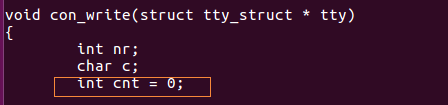 void con_write(struct tty_struct * tty)
{
        int nr;
        char c;
        int cnt = 0;